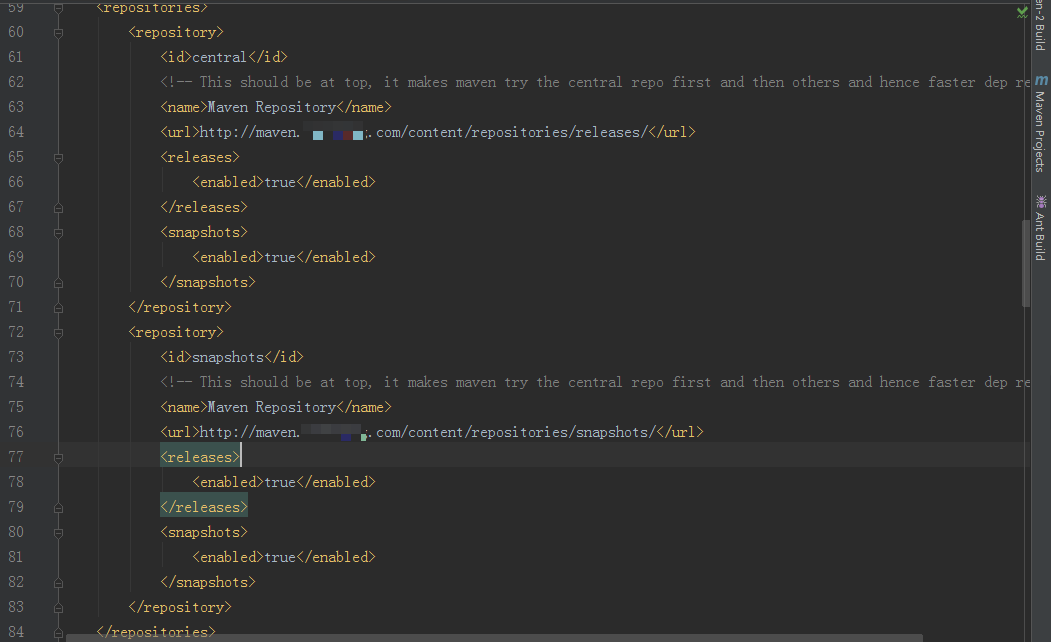 59 <repositories>
60 <repository>
61 <id>central</id>
62 <!-- This should be at top, it makes maven try the central repo first and then others and hence faster dep re
63 <name>Maven Repository</name>
64 <url>http://maven. .com/content/repositories/releases/</url>
65 <releases>
66 <enabled>true</enabled>
67 </releases>
68 <snapshots>
69 <enabled>true</enabled>
70 </snapshots>
71 </repository>
72 <repository>
73 <id>snapshots</id>
74 <!-- This should be at top, it makes maven try the central repo first and then others and hence faster dep re
75 <name>Maven Repository</name>
76 <url>http://maven. .com/content/repositories/snapshots/</url>
77 <releases>
78 <enabled>true</enabled>
79 </releases>
80 <snapshots>
81 <enabled>true</enabled>
82 </snapshots>
83 </repository>
84 </repositories>
en-2 Build
m Maven Projects
Ant Build